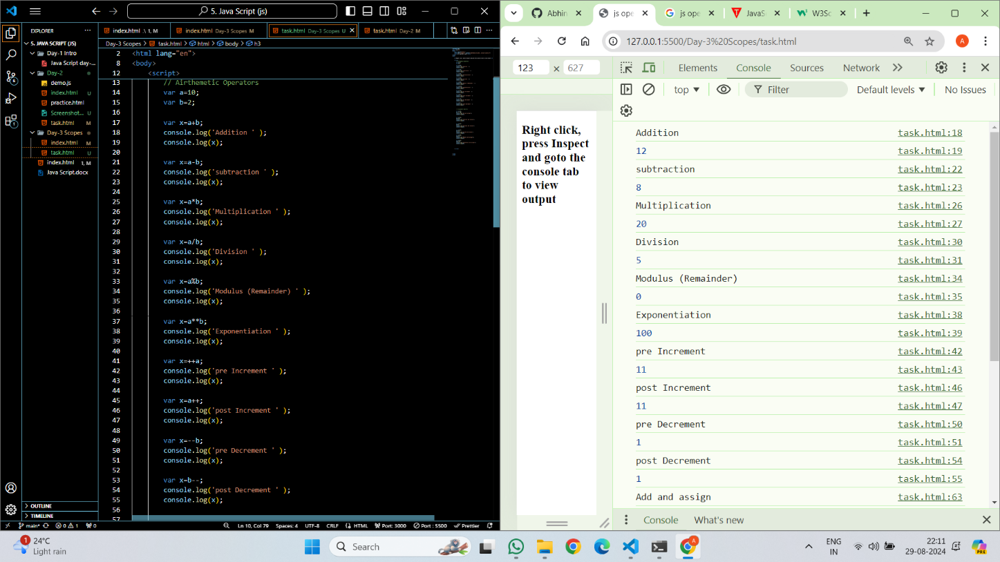 5. Java Script (js)
EXPLORER
5. JAVA SCRIPT (JS)
Day-1 Intro
Java Script day-...
Day-2
demo.js
index.html U
practice.html
Screenshot... U
task.html M
Day-3 Scopes
index.html M
task.html U
index.html 1, M
Java Script.docx
OUTLINE
TIMELINE
index.html .\ 1, M
index.html Day-3 Scopes M
task.html Day-3 Scopes U
task.html Day-2 M
Day-3 Scopes > task.html > html > body > h3
2 <html lang="en">
8 <body>
12 <script>
13 // Airthemetic Operators
14 var a=10;
15 var b=2;
16
17 var x=a+b;
18 console.log('Addition ' );
19 console.log(x);
20
21 var x=a-b;
22 console.log('subtraction ' );
23 console.log(x);
24
25 var x=a*b;
26 console.log('Multiplication ' );
27 console.log(x);
28
29 var x=a/b;
30 console.log('Division ' );
31 console.log(x);
32
33 var x=a%b;
34 console.log('Modulus (Remainder) ' );
35 console.log(x);
36
37 var x=a**b;
38 console.log('Exponentiation ' );
39 console.log(x);
40
41 var x=++a;
42 console.log('pre Increment ' );
43 console.log(x);
44
45 var x=a++;
46 console.log('post Increment ' );
47 console.log(x);
48
49 var x=--b;
50 console.log('pre Decrement ' );
51 console.log(x);
52
53 var x=b--;
54 console.log('post Decrement ' );
55 console.log(x);
56
57
main* 0 1 0
Ln 10, Col 79 Spaces: 4 UTF-8 CRLF HTML Port: 3000 Port : 5500 Prettier
Abhin
js ope
js ope
JavaS
W3Sc
127.0.0.1:5500/Day-3%20Scopes/task.html
A
123 × 627
Right click,
press Inspect
and goto the
console tab
to view
output
Elements Console Sources Network
top Filter Default levels No Issues
Addition task.html:18
12 task.html:19
subtraction task.html:22
8 task.html:23
Multiplication task.html:26
20 task.html:27
Division task.html:30
5 task.html:31
Modulus (Remainder) task.html:34
0 task.html:35
Exponentiation task.html:38
100 task.html:39
pre Increment task.html:42
11 task.html:43
post Increment task.html:46
11 task.html:47
pre Decrement task.html:50
1 task.html:51
post Decrement task.html:54
1 task.html:55
Add and assign task.html:63
Console What's new
1
24°C
Light rain
Search
A
ENG
IN
22:11
29-08-2024
PRE